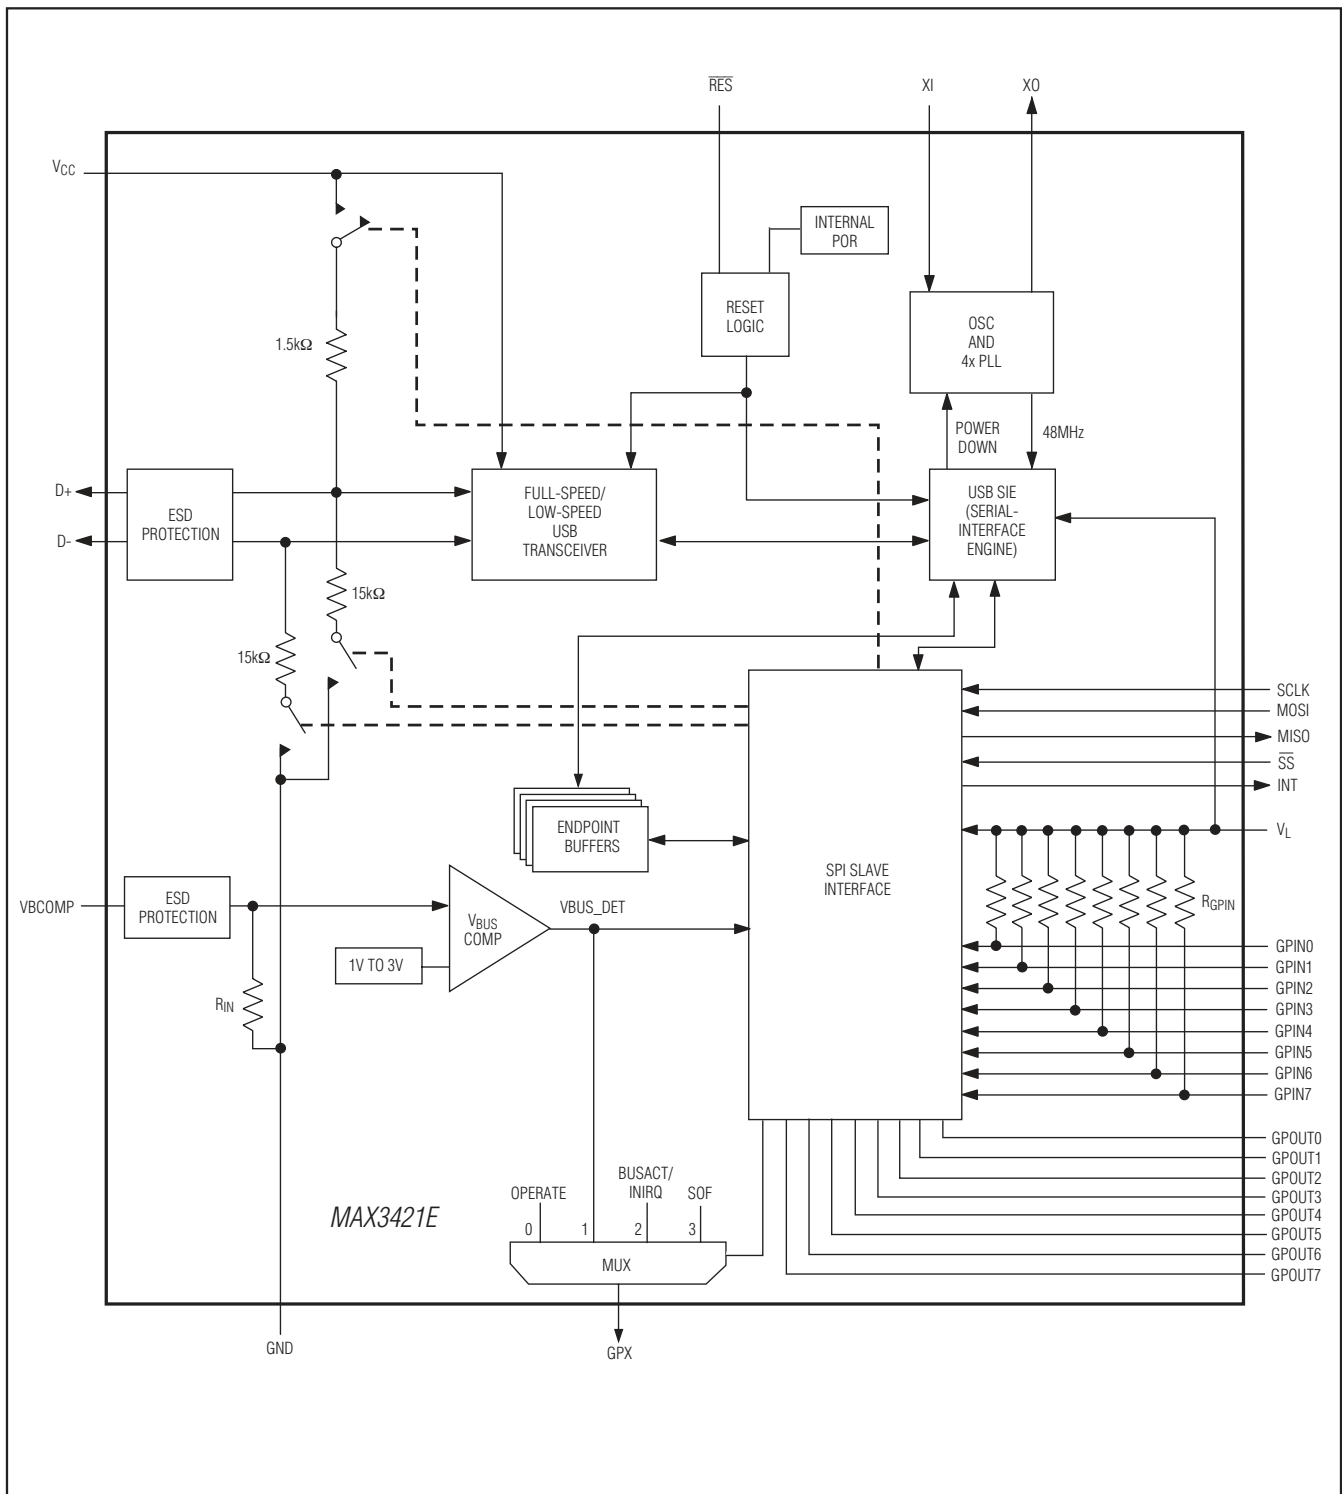 RES
XI
XO
VCC
INTERNAL
POR
RESET
LOGIC
OSC
AND
4x PLL
1.5kΩ
POWER
DOWN
48MHz
D+
D-
ESD
PROTECTION
FULL-SPEED/
LOW-SPEED
USB
TRANSCEIVER
USB SIE
(SERIAL-
INTERFACE
ENGINE)
15kΩ
15kΩ
SCLK
MOSI
MISO
SS
INT
VL
ENDPOINT
BUFFERS
SPI SLAVE
INTERFACE
RGPIN
VBCOMP
ESD
PROTECTION
VBUS
COMP
VBUS_DET
1V TO 3V
RIN
GPIN0
GPIN1
GPIN2
GPIN3
GPIN4
GPIN5
GPIN6
GPIN7
GPOUT0
GPOUT1
GPOUT2
GPOUT3
GPOUT4
GPOUT5
GPOUT6
GPOUT7
MAX3421E
OPERATE
BUSACT/
INIRQ
SOF
0
1
2
3
MUX
GND
GPX